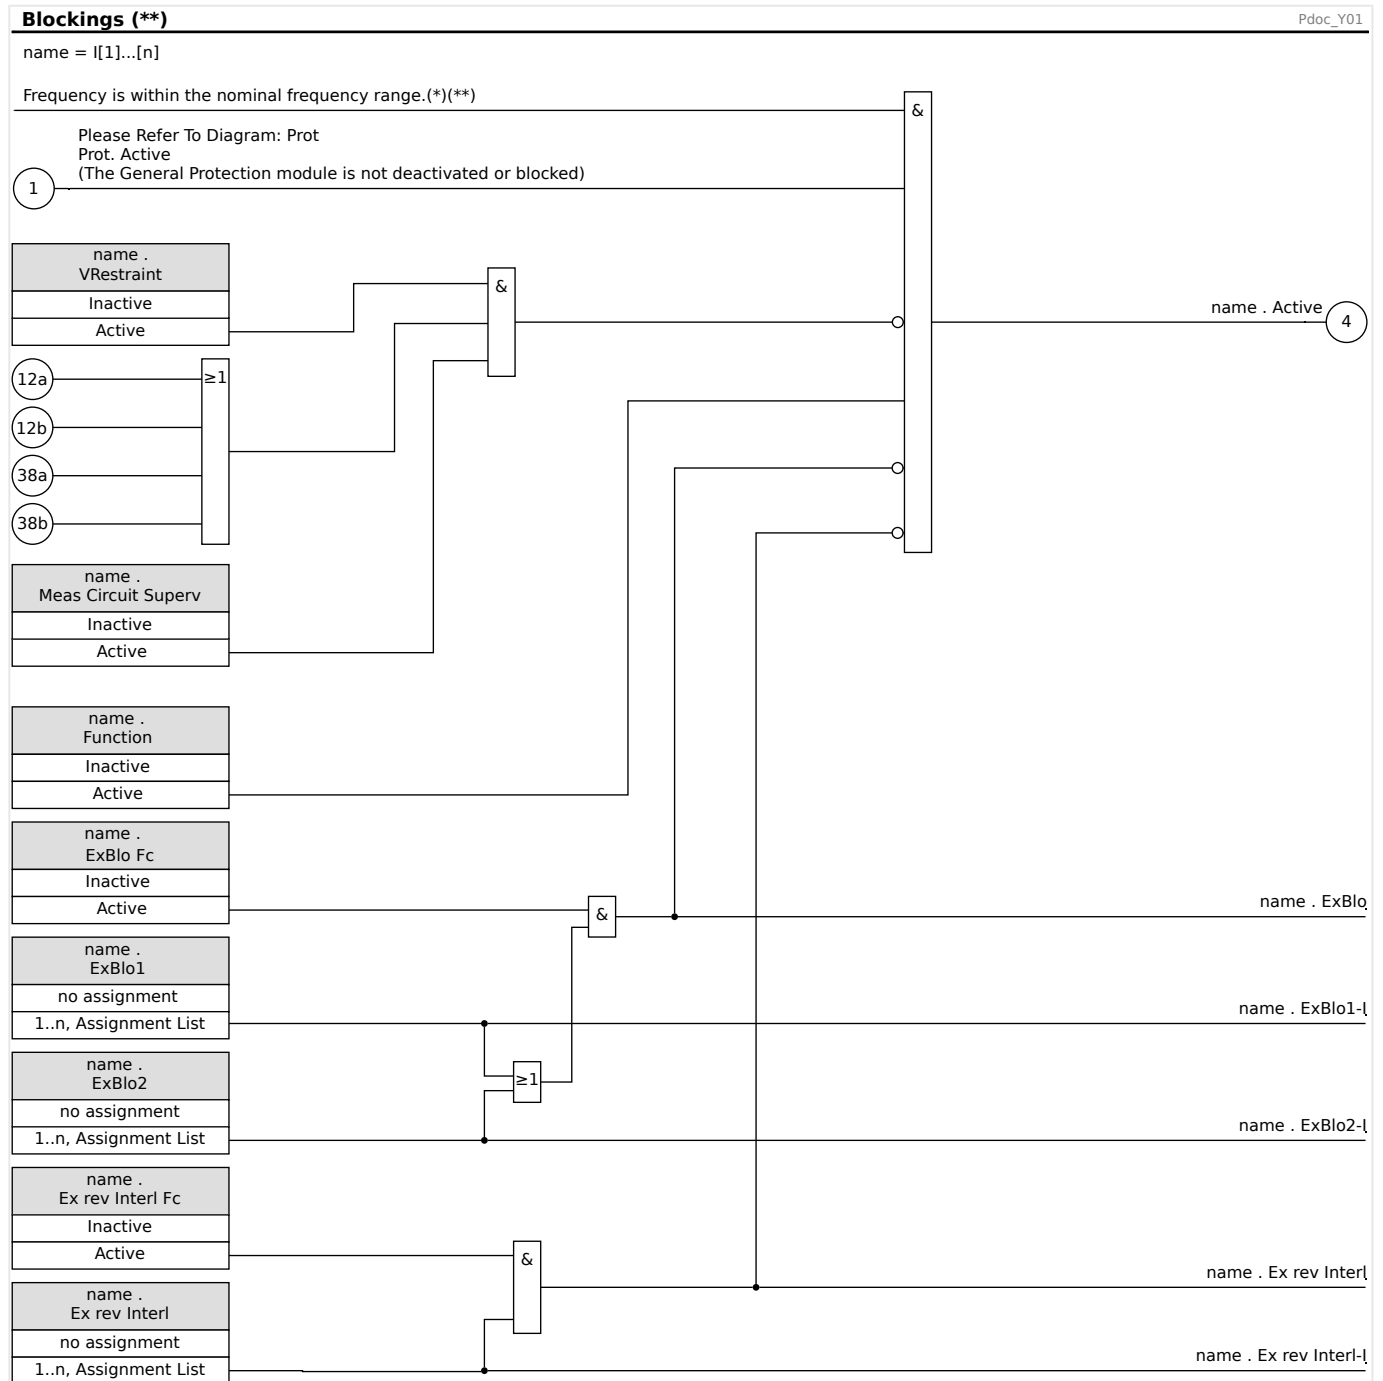 Blockings (**)
Pdoc_Y01
name = I[1]...[n]
Frequency is within the nominal frequency range.(*)(**)
&
Please Refer To Diagram: Prot
Prot. Active
(The General Protection module is not deactivated or blocked)
1
name .
VRestraint
Inactive
Active
&
name . Active
4
12a
≥1
12b
38a
38b
name .
Meas Circuit Superv
Inactive
Active
name .
Function
Inactive
Active
name .
ExBlo Fc
Inactive
Active
&
name . ExBlo
name .
ExBlo1
no assignment
1..n, Assignment List
name . ExBlo1-I
≥1
name .
ExBlo2
no assignment
1..n, Assignment List
name . ExBlo2-I
name .
Ex rev Interl Fc
Inactive
Active
&
name . Ex rev Interl
name .
Ex rev Interl
no assignment
1..n, Assignment List
name . Ex rev Interl-I